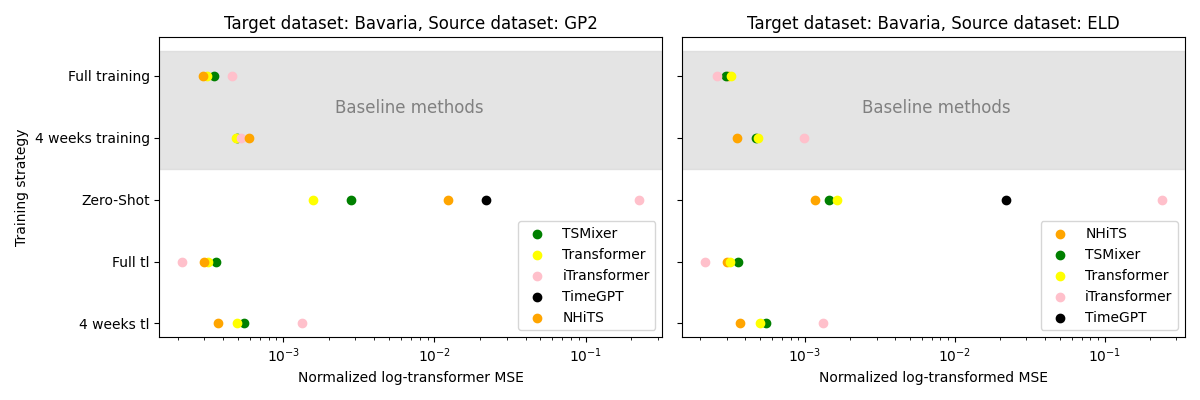 Target dataset: Bavaria, Source dataset: GP2
Target dataset: Bavaria, Source dataset: ELD
Training strategy
Full training
4 weeks training
Zero-Shot
Full tl
4 weeks tl
Baseline methods
TSMixer
Transformer
iTransformer
TimeGPT
NHiTS
10⁻³
10⁻²
10⁻¹
Normalized log-transformer MSE
Baseline methods
NHiTS
TSMixer
Transformer
iTransformer
TimeGPT
10⁻³
10⁻²
10⁻¹
Normalized log-transformed MSE